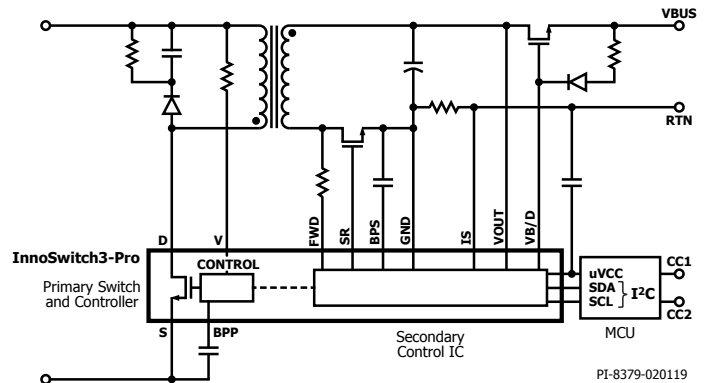 VBUS
RTN
FWD
SR
BPS
GND
IS
VOUT
VB/D
D
V
InnoSwitch3-Pro
Primary Switch
and Controller
CONTROL
S
BPP
Secondary
Control IC
uVCC
SDA
SCL
I²C
MCU
CC1
CC2
PI-8379-020119